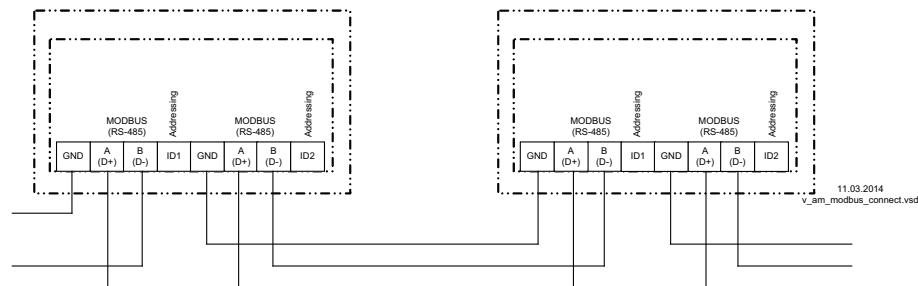 MODBUS
(RS-485)
Addressing
MODBUS
(RS-485)
Addressing
GND
A
(D+)
B
(D-)
ID1
GND
A
(D+)
B
(D-)
ID2
MODBUS
(RS-485)
Addressing
MODBUS
(RS-485)
Addressing
GND
A
(D+)
B
(D-)
ID1
GND
A
(D+)
B
(D-)
ID2
11.03.2014
v_am_modbus_connect.vsd